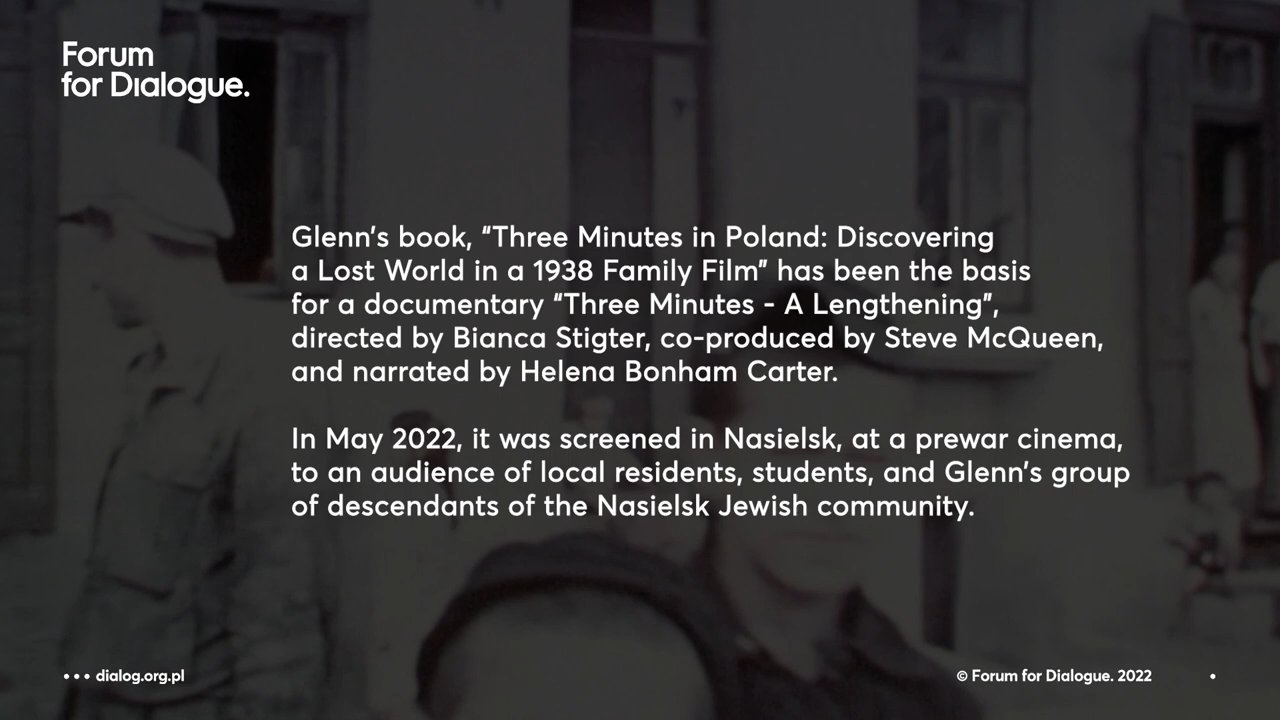 Forum
for Dialogue.
Glenn's book, “Three Minutes in Poland: Discovering
a Lost World in a 1938 Family Film” has been the basis
for a documentary “Three Minutes - A Lengthening”,
directed by Bianca Stigter, co-produced by Steve McQueen,
and narrated by Helena Bonham Carter.
In May 2022, it was screened in Nasielsk, at a prewar cinema,
to an audience of local residents, students, and Glenn's group
of descendants of the Nasielsk Jewish community.
••• dialog.org.pl
© Forum for Dialogue. 2022 •